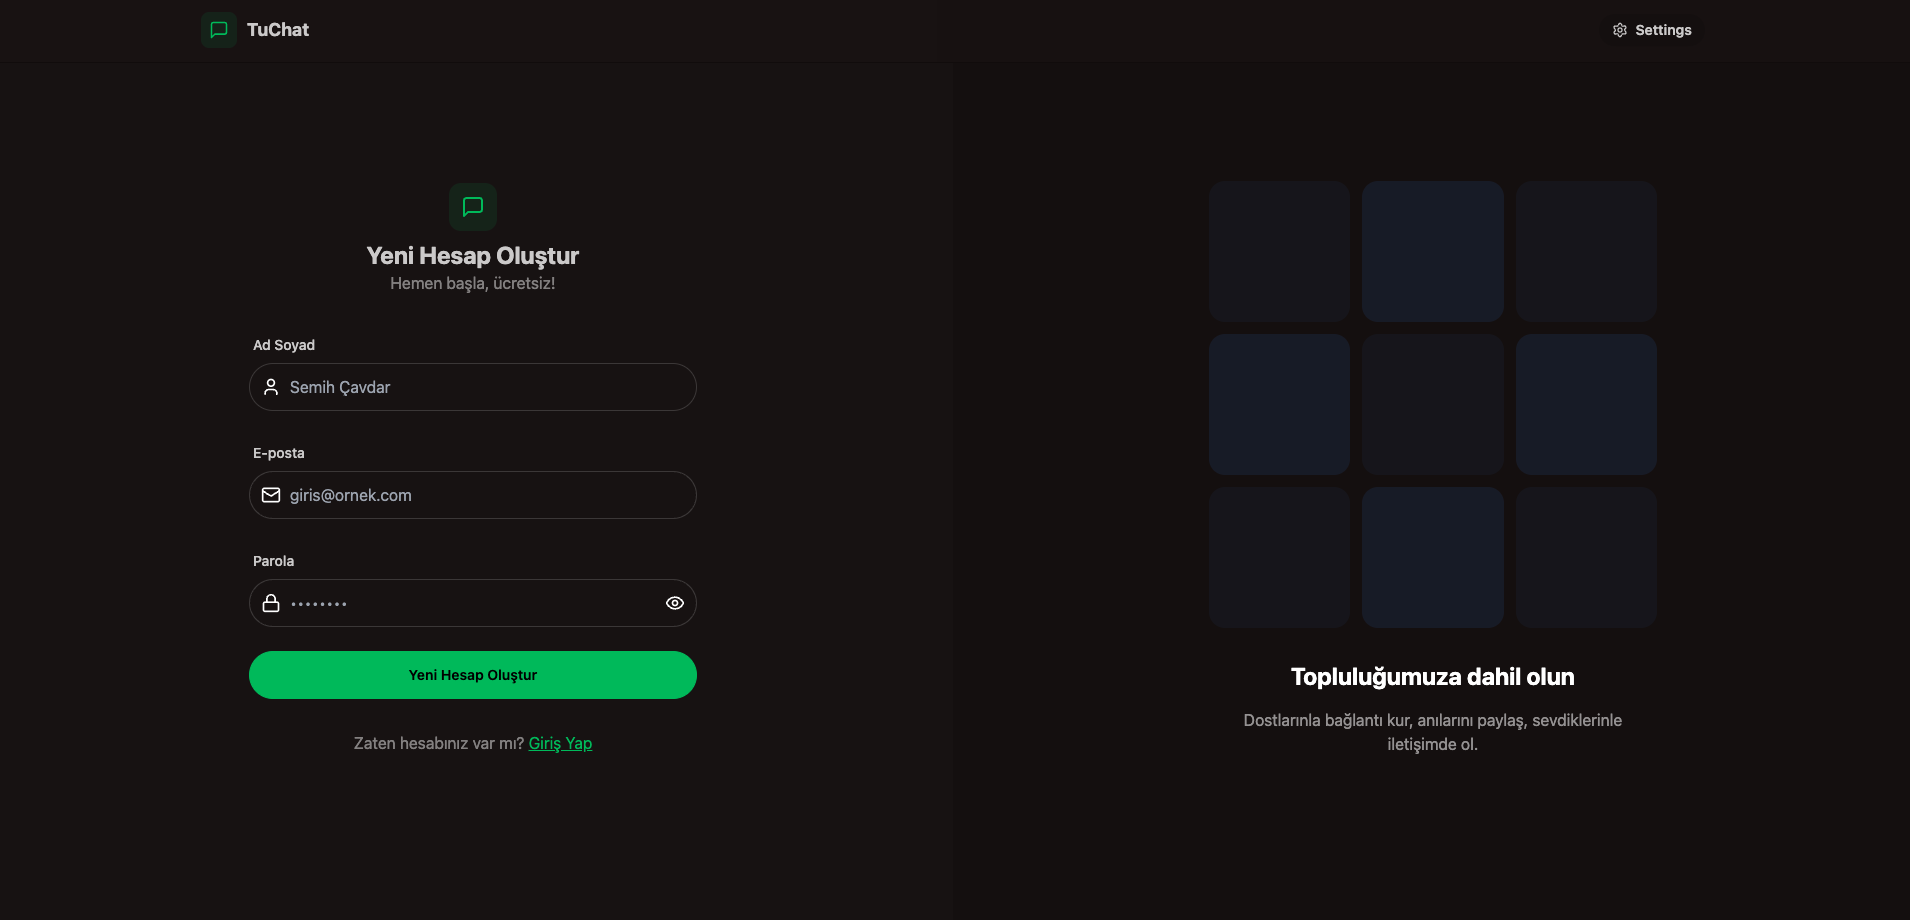 TuChat
Settings
Yeni Hesap Oluştur
Hemen başla, ücretsiz!
Ad Soyad
Semih Çavdar
E-posta
giris@ornek.com
Parola
••••••••
Yeni Hesap Oluştur
Zaten hesabınız var mı? Giriş Yap
Topluluğumuza dahil olun
Dostlarınla bağlantı kur, anılarını paylaş, sevdiklerinle
iletişimde ol.